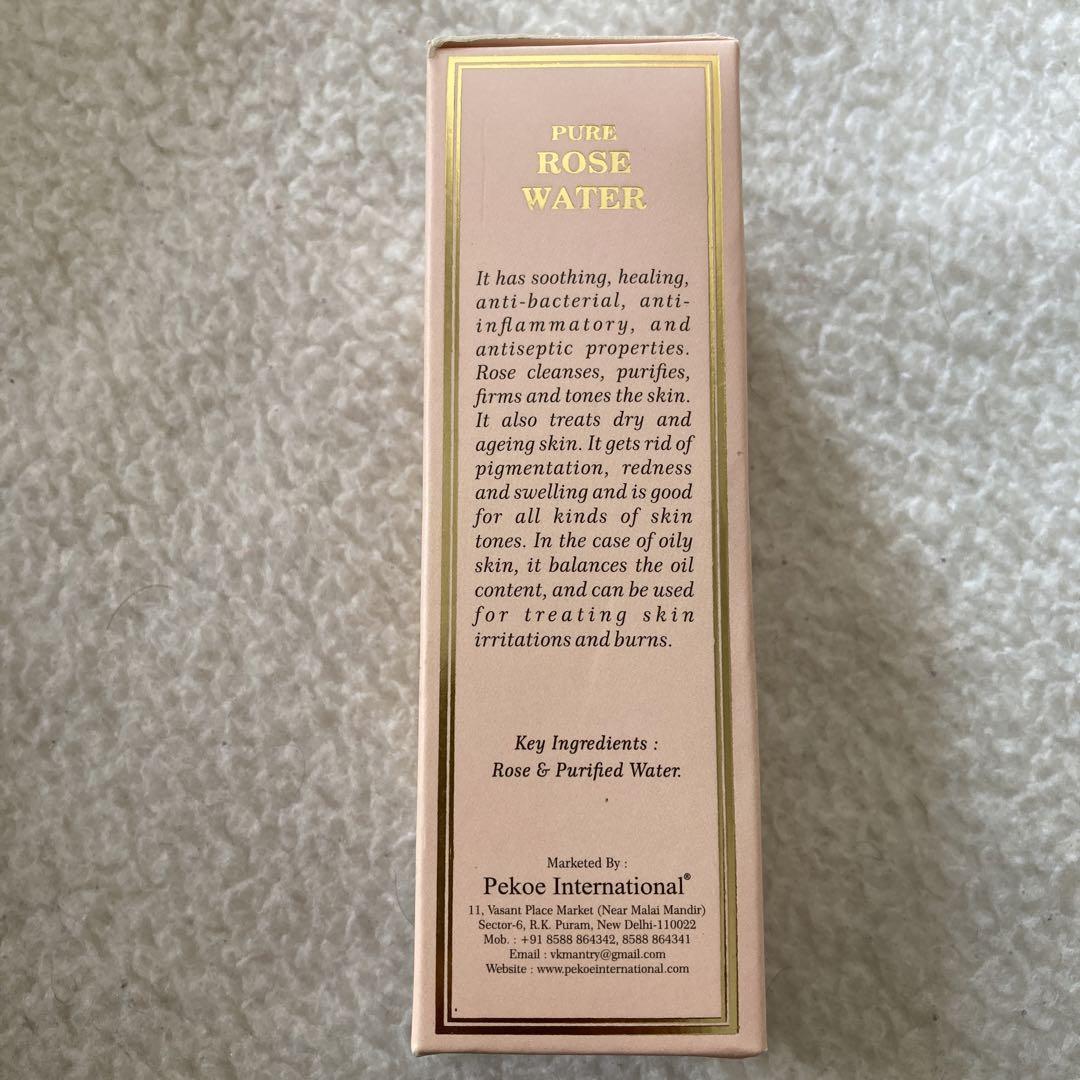 PURE
ROSE
WATER
It has soothing, healing,
anti-bacterial, anti-
inflammatory, and
antiseptic properties.
Rose cleanses, purifies,
firms and tones the skin.
It also treats dry and
ageing skin. It gets rid of
pigmentation, redness
and swelling and is good
for all kinds of skin
tones. In the case of oily
skin, it balances the oil
content, and can be used
for treating skin
irritations and burns.
Key Ingredients :
Rose & Purified Water.
Marketed By :
Pekoe International®
11, Vasant Place Market (Near Malai Mandir)
Sector-6, R.K. Puram, New Delhi-110022
Mob. : +91 8588 864342, 8588 864341
Email : vkmantry@gmail.com
Website : www.pekoeinternational.com